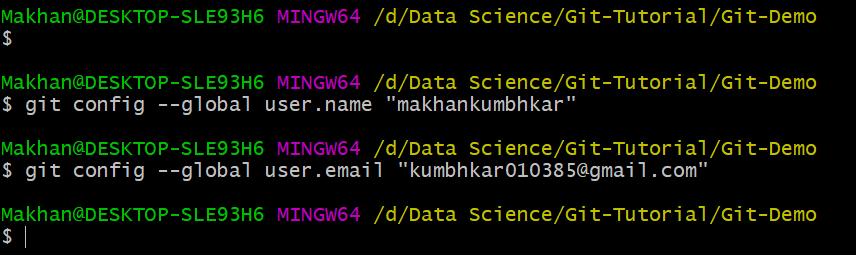 Makhan@DESKTOP-SLE93H6 MINGW64 /d/Data Science/Git-Tutorial/Git-Demo
$
Makhan@DESKTOP-SLE93H6 MINGW64 /d/Data Science/Git-Tutorial/Git-Demo
$ git config --global user.name "makhankumbhkar"
Makhan@DESKTOP-SLE93H6 MINGW64 /d/Data Science/Git-Tutorial/Git-Demo
$ git config --global user.email "kumbhkar010385@gmail.com"
Makhan@DESKTOP-SLE93H6 MINGW64 /d/Data Science/Git-Tutorial/Git-Demo
$